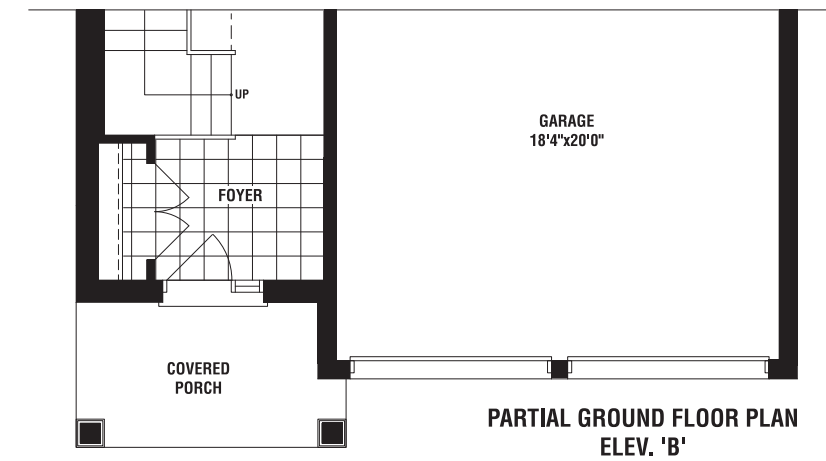 UP
GARAGE
18'4"x20'0"
FOYER
COVERED
PORCH
PARTIAL GROUND FLOOR PLAN
ELEV, 'B'